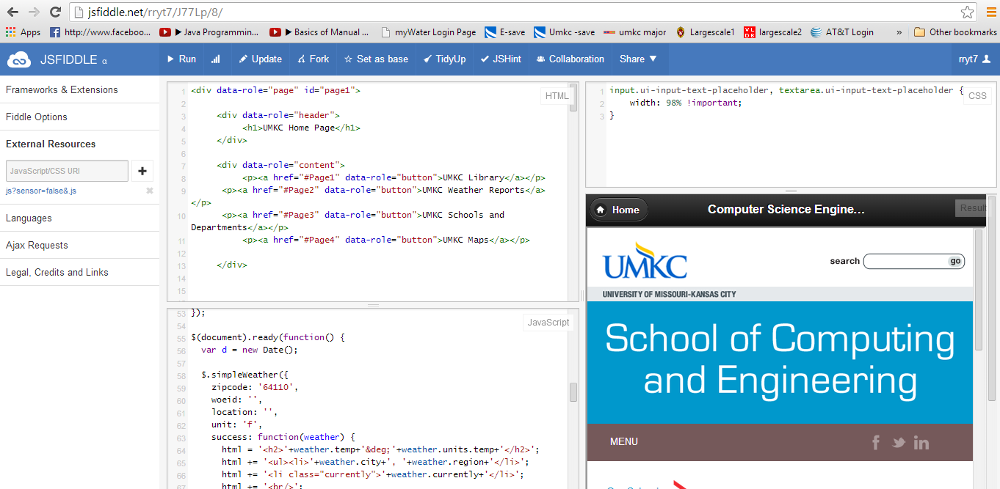 jsfiddle.net/rryt7/J77Lp/8/
Apps http://www.faceboo... ▶ Java Programmin... ▶ Basics of Manual ... myWater Login Page E-save Umkc -save umkc major Largescale1 largescale2 AT&T Login » Other bookmarks
JSFIDDLE α Run Update Fork Set as base TidyUp JSHint Collaboration Share ▼ rryt7
Frameworks & Extensions
Fiddle Options
External Resources
JavaScript/CSS URI
js?sensor=false&.js
Languages
Ajax Requests
Legal, Credits and Links
HTML
1 <div data-role="page" id="page1">
2
3 <div data-role="header">
4 <h1>UMKC Home Page</h1>
5 </div>
6
7 <div data-role="content">
8 <p><a href="#Page1" data-role="button">UMKC Library</a></p>
9 <p><a href="#Page2" data-role="button">UMKC Weather Reports</a>
</p>
10 <p><a href="#Page3" data-role="button">UMKC Schools and
Departments</a></p>
11 <p><a href="#Page4" data-role="button">UMKC Maps</a></p>
12
13 </div>
14
15
JavaScript
53 });
54
55 $(document).ready(function() {
56 var d = new Date();
57
58 $.simpleWeather({
59 zipcode: '64110',
60 woeid: '',
61 location: '',
62 unit: 'f',
63 success: function(weather) {
64 html = '<h2>'+weather.temp+'&deg;'+weather.units.temp+'</h2>';
65 html += '<ul><li>'+weather.city+', '+weather.region+'</li>';
66 html += '<li class="currently">'+weather.currently+'</li>';
67 html += '<br/>';
CSS
1 input.ui-input-text-placeholder, textarea.ui-input-text-placeholder {
2 width: 98% !important;
3 }
Home Computer Science Engine... Result
UMKC search go
UNIVERSITY OF MISSOURI-KANSAS CITY
School of Computing
and Engineering
MENU f in